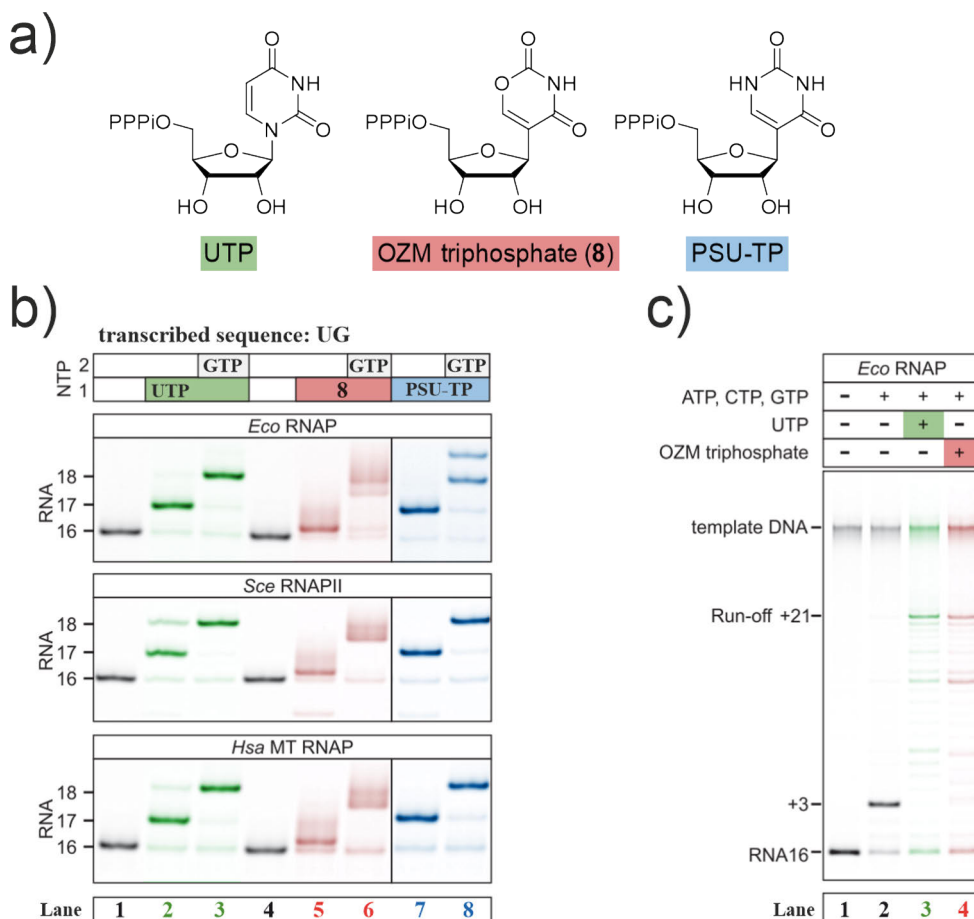 a)
O
NH
N
O
PPPiO
O
HO
OH
UTP
O
O
NH
O
PPPiO
O
HO
OH
OZM triphosphate (8)
O
HN
NH
O
PPPiO
O
HO
OH
PSU-TP
b)
transcribed sequence: UG
NTP
2 GTP GTP GTP
1 UTP 8 PSU-TP
Eco RNAP
RNA
18
17
16
Sce RNAPII
RNA
18
17
16
Hsa MT RNAP
RNA
18
17
16
Lane 1 2 3 4 5 6 7 8
c)
Eco RNAP
ATP, CTP, GTP - + + +
UTP - - + -
OZM triphosphate - - - +
template DNA
Run-off +21
+3
RNA16
Lane 1 2 3 4